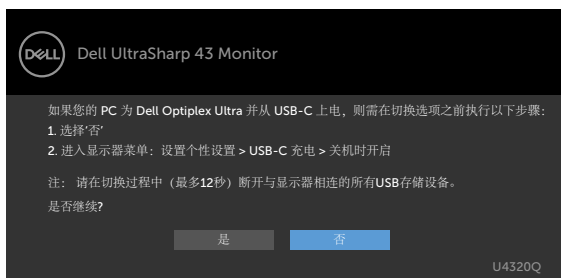 DELL
Dell UltraSharp 43 Monitor
如果您的 PC 为 Dell Optiplex Ultra 并从 USB-C 上电，则需在切换选项之前执行以下步骤：
1. 选择‘否’
2. 进入显示器菜单：设置个性设置 > USB-C 充电 > 关机时开启
注： 请在切换过程中（最多12秒）断开与显示器相连的所有USB存储设备。
是否继续?
是 否
U4320Q